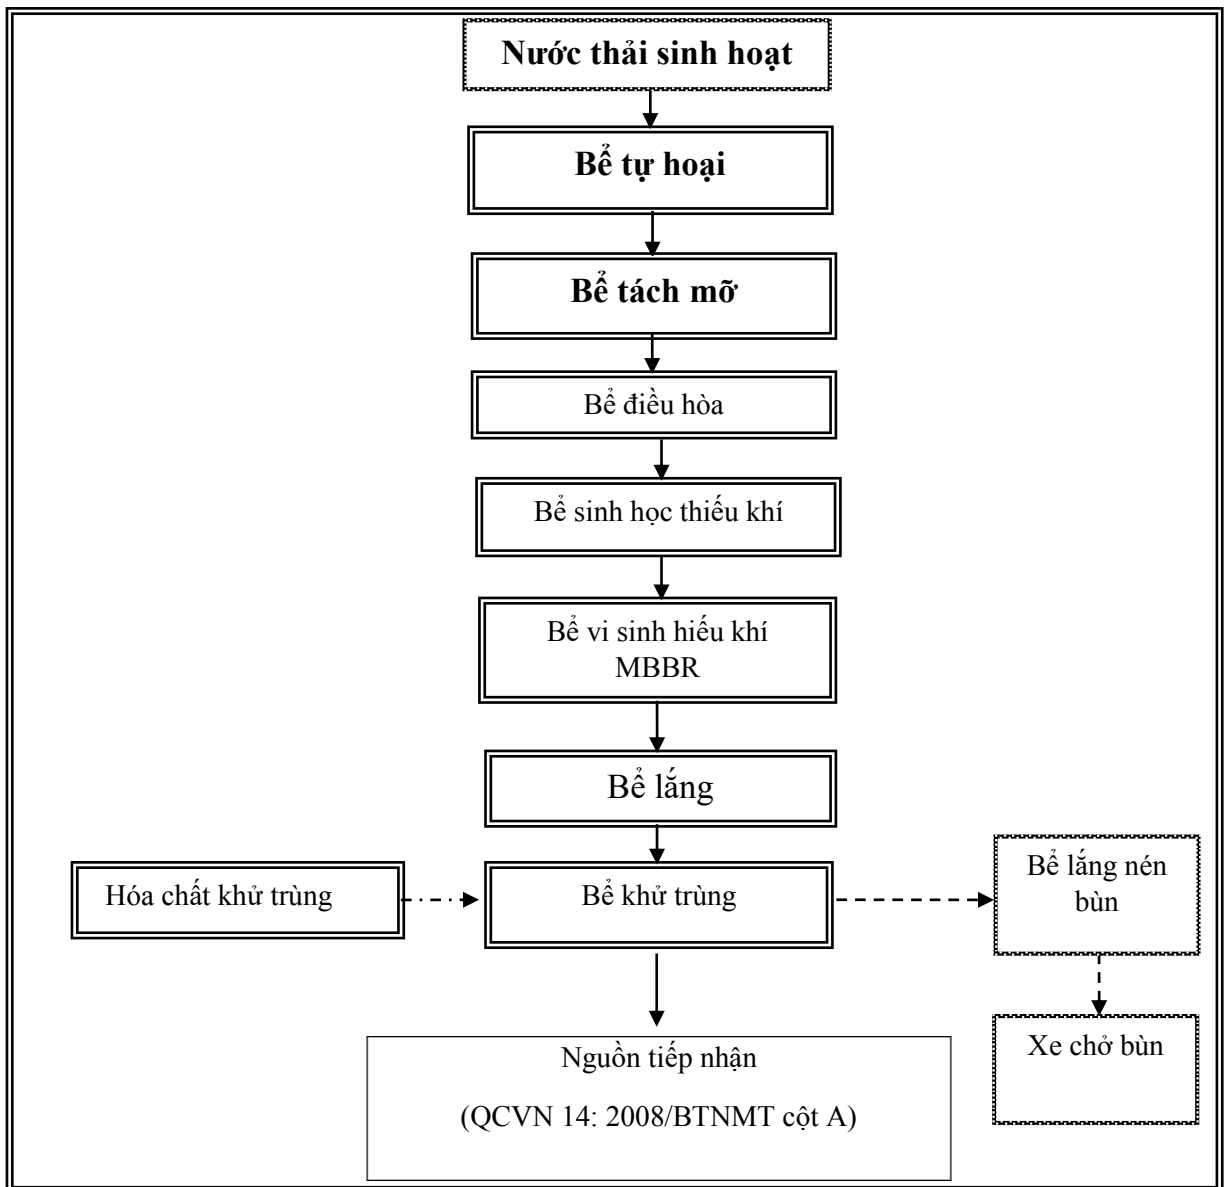 Nước thải sinh hoạt
Bể tự hoại
Bể tách mỡ
Bể điều hòa
Bể sinh học thiếu khí
Bể vi sinh hiếu khí
MBBR
Bể lắng
Hóa chất khử trùng
Bể khử trùng
Bể lắng nén
bùn
Xe chở bùn
Nguồn tiếp nhận
(QCVN 14: 2008/BTNMT cột A)